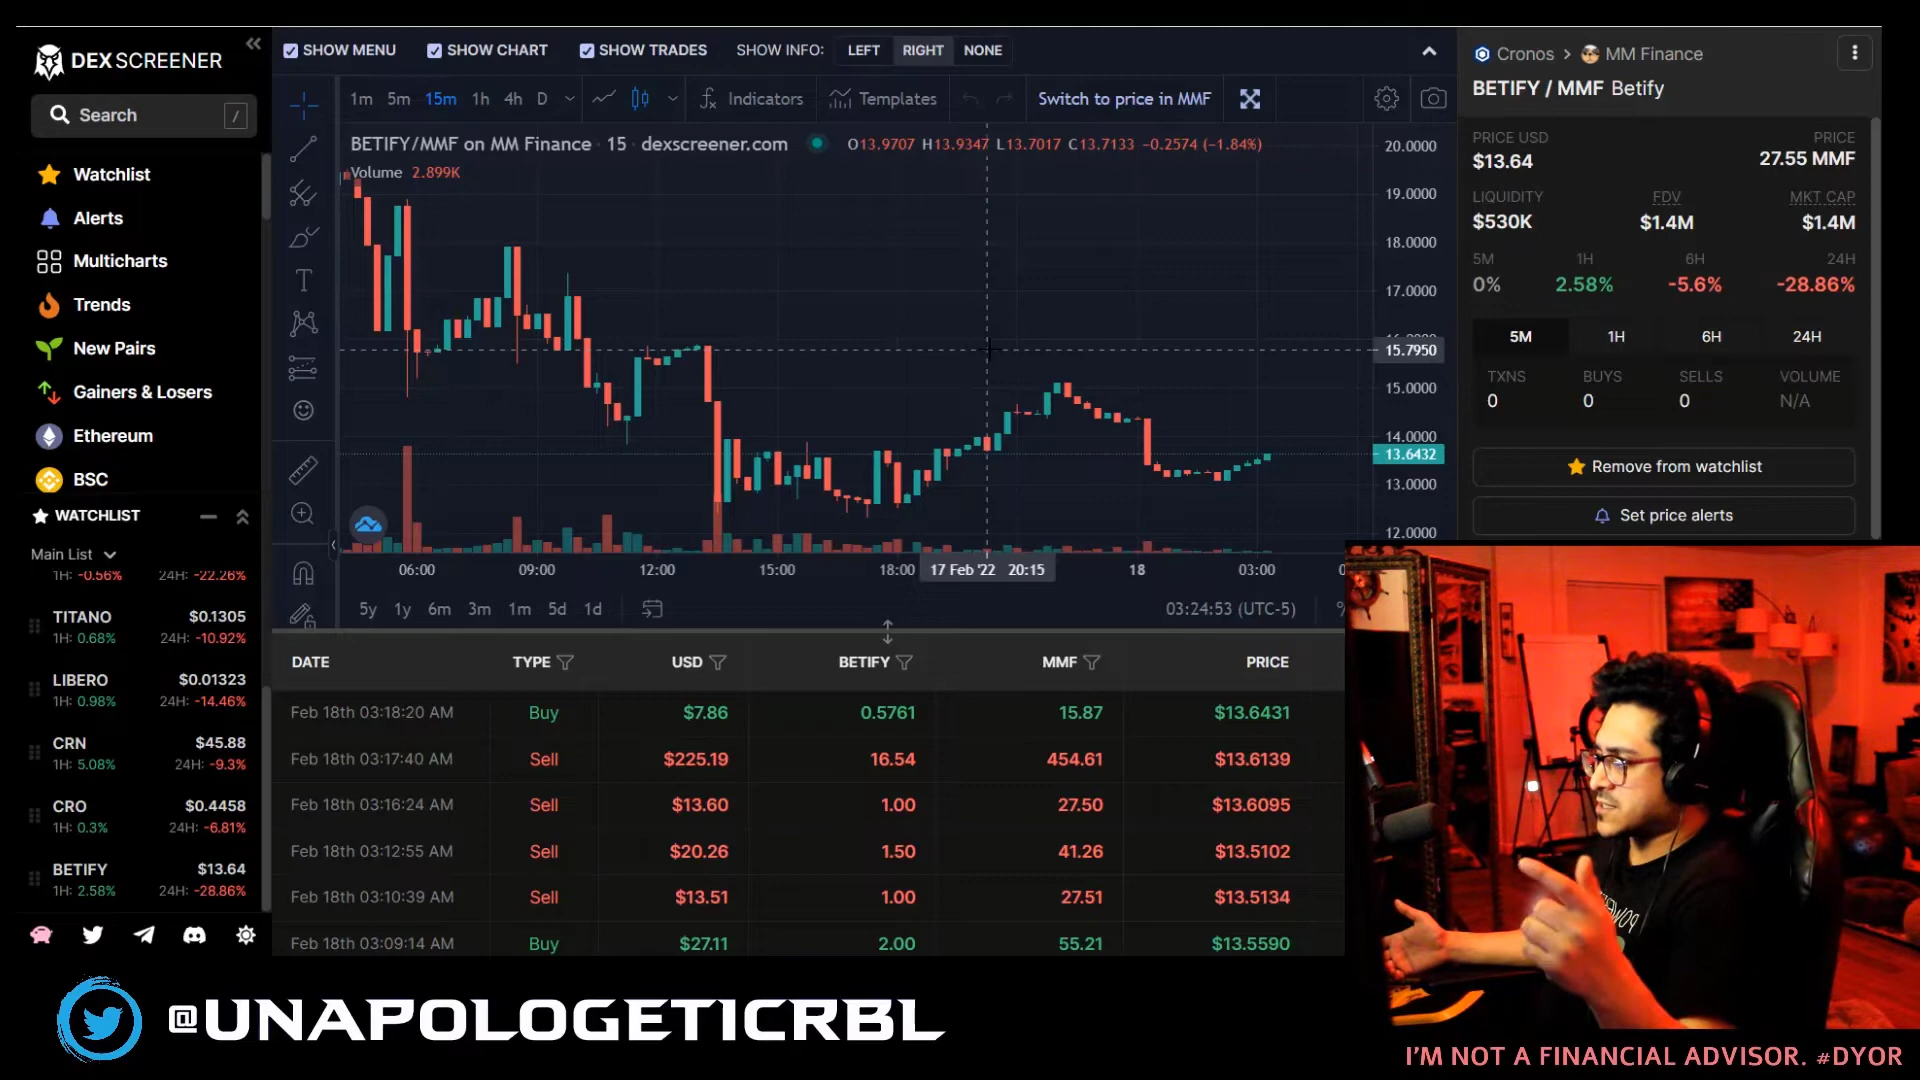 DEX SCREENER
Search /
Watchlist
Alerts
Multicharts
Trends
New Pairs
Gainers & Losers
Ethereum
BSC
WATCHLIST
Main List
1H: -0.56% 24H: -22.26%
TITANO $0.1305
1H: 0.68% 24H: -10.92%
LIBERO $0.01323
1H: 0.98% 24H: -14.46%
CRN $45.88
1H: 5.08% 24H: -9.3%
CRO $0.4458
1H: 0.3% 24H: -6.81%
BETIFY $13.64
1H: 2.58% 24H: -28.86%
SHOW MENU SHOW CHART SHOW TRADES SHOW INFO: LEFT RIGHT NONE
1m 5m 15m 1h 4h D Indicators Templates Switch to price in MMF
BETIFY/MMF on MM Finance · 15 · dexscreener.com O13.9707 H13.9347 L13.7017 C13.7133 -0.2574 (-1.84%)
Volume 2.899K
20.0000
19.0000
18.0000
17.0000
15.7950
15.0000
14.0000
13.6432
13.0000
12.0000
06:00 09:00 12:00 15:00 18:00 17 Feb '22 20:15 18 03:00
5y 1y 6m 3m 1m 5d 1d 03:24:53 (UTC-5) %
DATE TYPE USD BETIFY MMF PRICE
Feb 18th 03:18:20 AM Buy $7.86 0.5761 15.87 $13.6431
Feb 18th 03:17:40 AM Sell $225.19 16.54 454.61 $13.6139
Feb 18th 03:16:24 AM Sell $13.60 1.00 27.50 $13.6095
Feb 18th 03:12:55 AM Sell $20.26 1.50 41.26 $13.5102
Feb 18th 03:10:39 AM Sell $13.51 1.00 27.51 $13.5134
Feb 18th 03:09:14 AM Buy $27.11 2.00 55.21 $13.5590
Cronos > MM Finance
BETIFY / MMF Betify
PRICE USD PRICE
$13.64 27.55 MMF
LIQUIDITY FDV MKT CAP
$530K $1.4M $1.4M
5M 1H 6H 24H
0% 2.58% -5.6% -28.86%
5M 1H 6H 24H
TXNS BUYS SELLS VOLUME
0 0 0 N/A
Remove from watchlist
Set price alerts
@UNAPOLOGETICRBL
I'M NOT A FINANCIAL ADVISOR. #DYOR